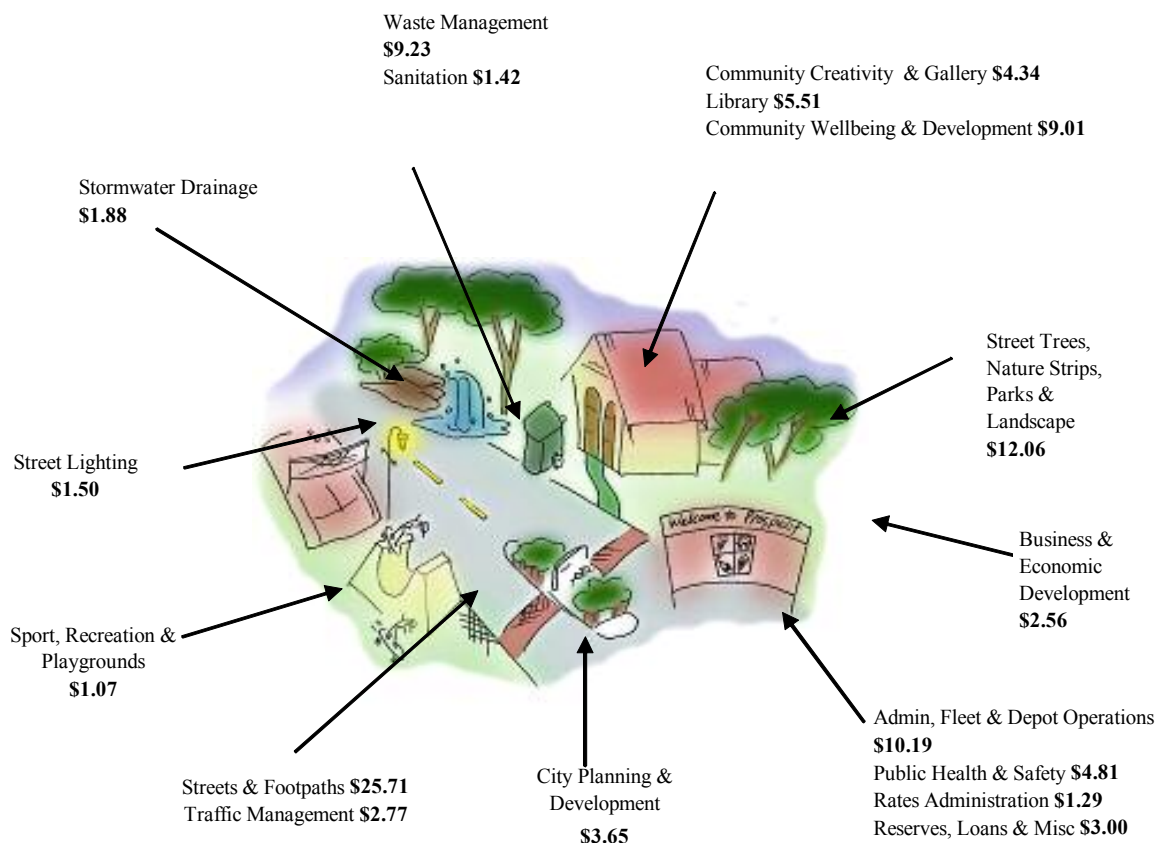 Waste Management
$9.23
Sanitation $1.42
Community Creativity & Gallery $4.34
Library $5.51
Community Wellbeing & Development $9.01
Stormwater Drainage
$1.88
Street Trees,
Nature Strips,
Parks &
Landscape
$12.06
Street Lighting
$1.50
Welcome to Prospect
Business &
Economic
Development
$2.56
Sport, Recreation &
Playgrounds
$1.07
Admin, Fleet & Depot Operations
$10.19
Public Health & Safety $4.81
Rates Administration $1.29
Reserves, Loans & Misc $3.00
Streets & Footpaths $25.71
Traffic Management $2.77
City Planning &
Development
$3.65